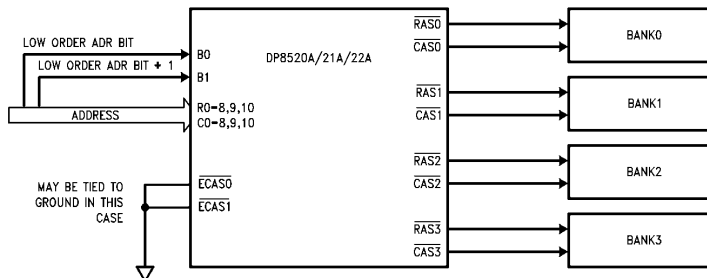 LOW ORDER ADR BIT
LOW ORDER ADR BIT + 1
ADDRESS
B0
B1
R0-8,9,10
C0-8,9,10
ECAS0
ECAS1
MAY BE TIED TO
GROUND IN THIS
CASE
DP8520A/21A/22A
RAS0
CAS0
RAS1
CAS1
RAS2
CAS2
RAS3
CAS3
BANK0
BANK1
BANK2
BANK3